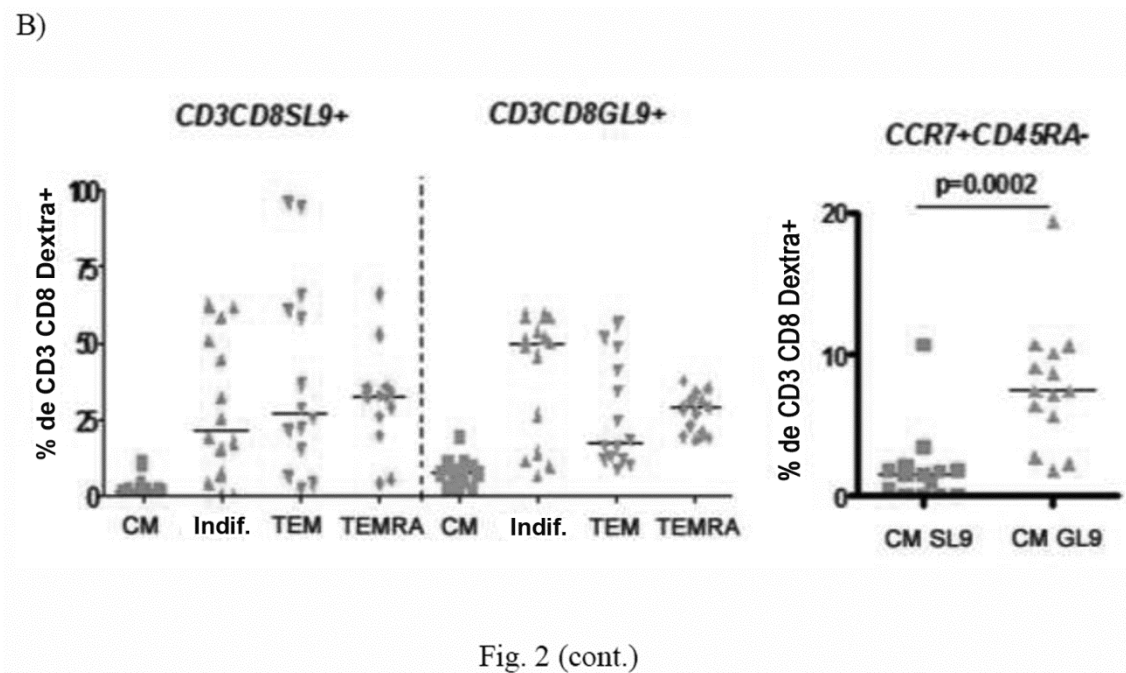 B)
CD3CD8SL9+
CD3CD8GL9+
% de CD3 CD8 Dextra+
100
75
50
25
0
CM
Indif.
TEM
TEMRA
CM
Indif.
TEM
TEMRA
CCR7+CD45RA-
p=0.0002
% de CD3 CD8 Dextra+
20
10
0
CM SL9
CM GL9
Fig. 2 (cont.)